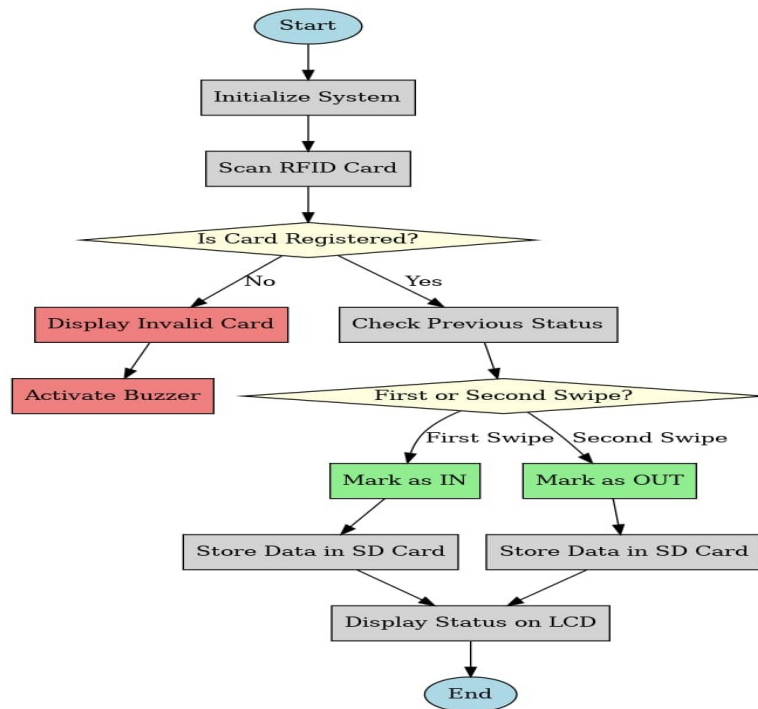 Start
Initialize System
Scan RFID Card
Is Card Registered?
No
Yes
Display Invalid Card
Check Previous Status
Activate Buzzer
First or Second Swipe?
First Swipe
Second Swipe
Mark as IN
Mark as OUT
Store Data in SD Card
Store Data in SD Card
Display Status on LCD
End